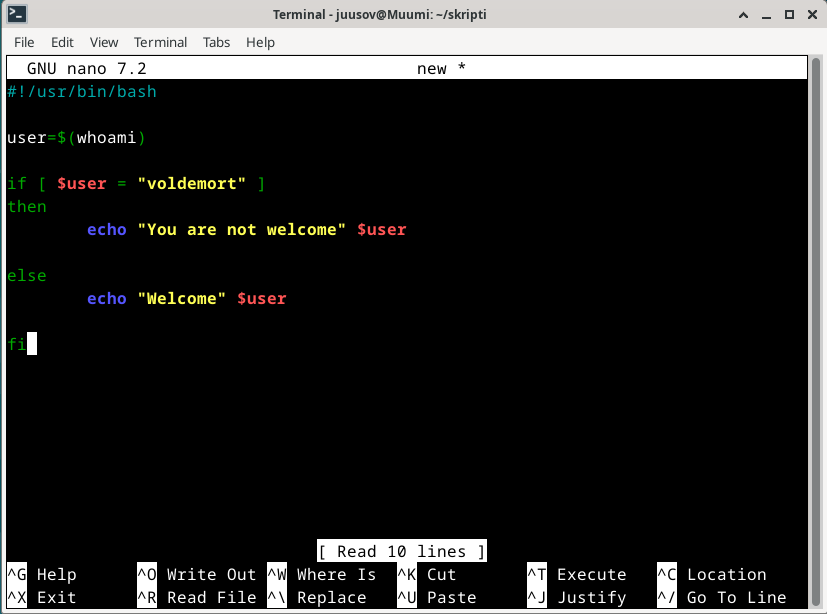 Terminal - juusov@Muumi: ~/skripti
File Edit View Terminal Tabs Help
GNU nano 7.2 new *
#!/usr/bin/bash
user=$(whoami)
if [ $user = "voldemort" ]
then
echo "You are not welcome" $user
else
echo "Welcome" $user
fi
[ Read 10 lines ]
^G Help ^O Write Out ^W Where Is ^K Cut ^T Execute ^C Location
^X Exit ^R Read File ^\ Replace ^U Paste ^J Justify ^/ Go To Line